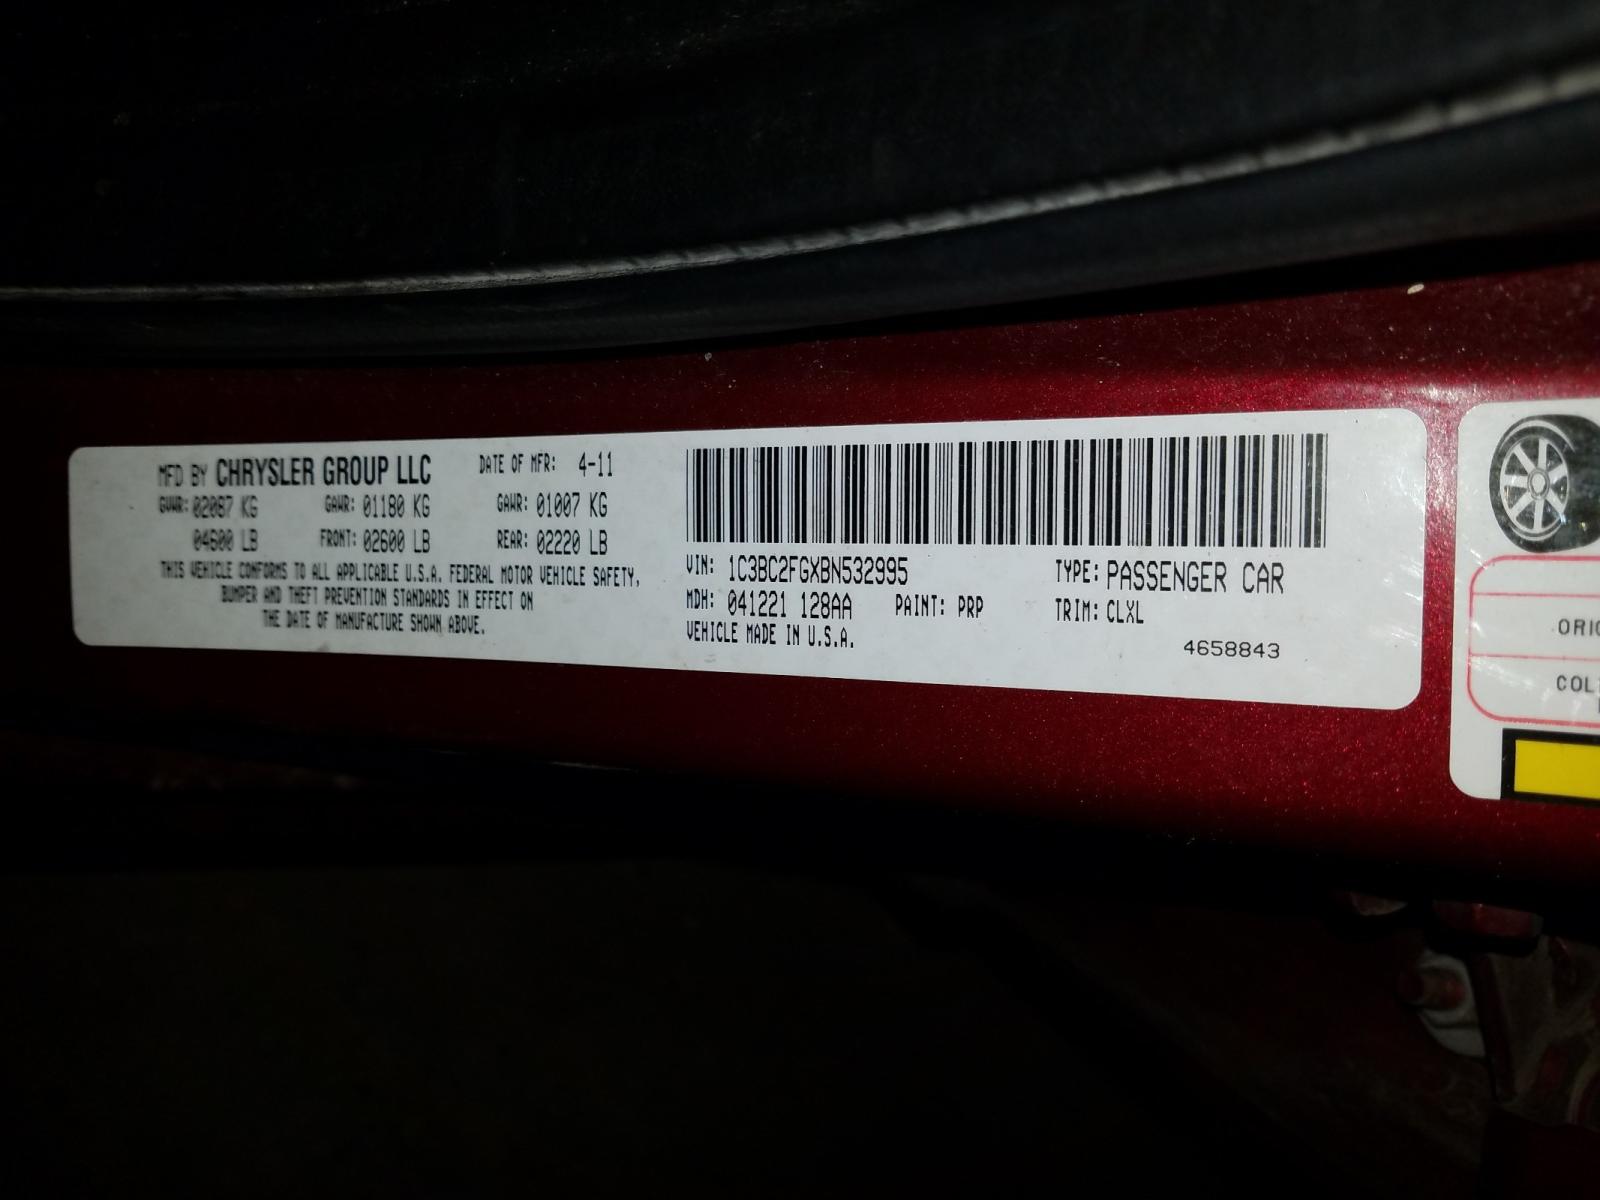 MFD BY CHRYSLER GROUP LLC DATE OF MFR: 4-11
GVWR: 02087 KG GAWR: 01180 KG GAWR: 01007 KG
04600 LB FRONT: 02600 LB REAR: 02220 LB
THIS VEHICLE CONFORMS TO ALL APPLICABLE U.S.A. FEDERAL MOTOR VEHICLE SAFETY,
BUMPER AND THEFT PREVENTION STANDARDS IN EFFECT ON
THE DATE OF MANUFACTURE SHOWN ABOVE.
VIN: 1C3BC2FGXBN532995 TYPE: PASSENGER CAR
MDH: 041221 128AA PAINT: PRP TRIM: CLXL
VEHICLE MADE IN U.S.A.
4658843
ORIG
COL